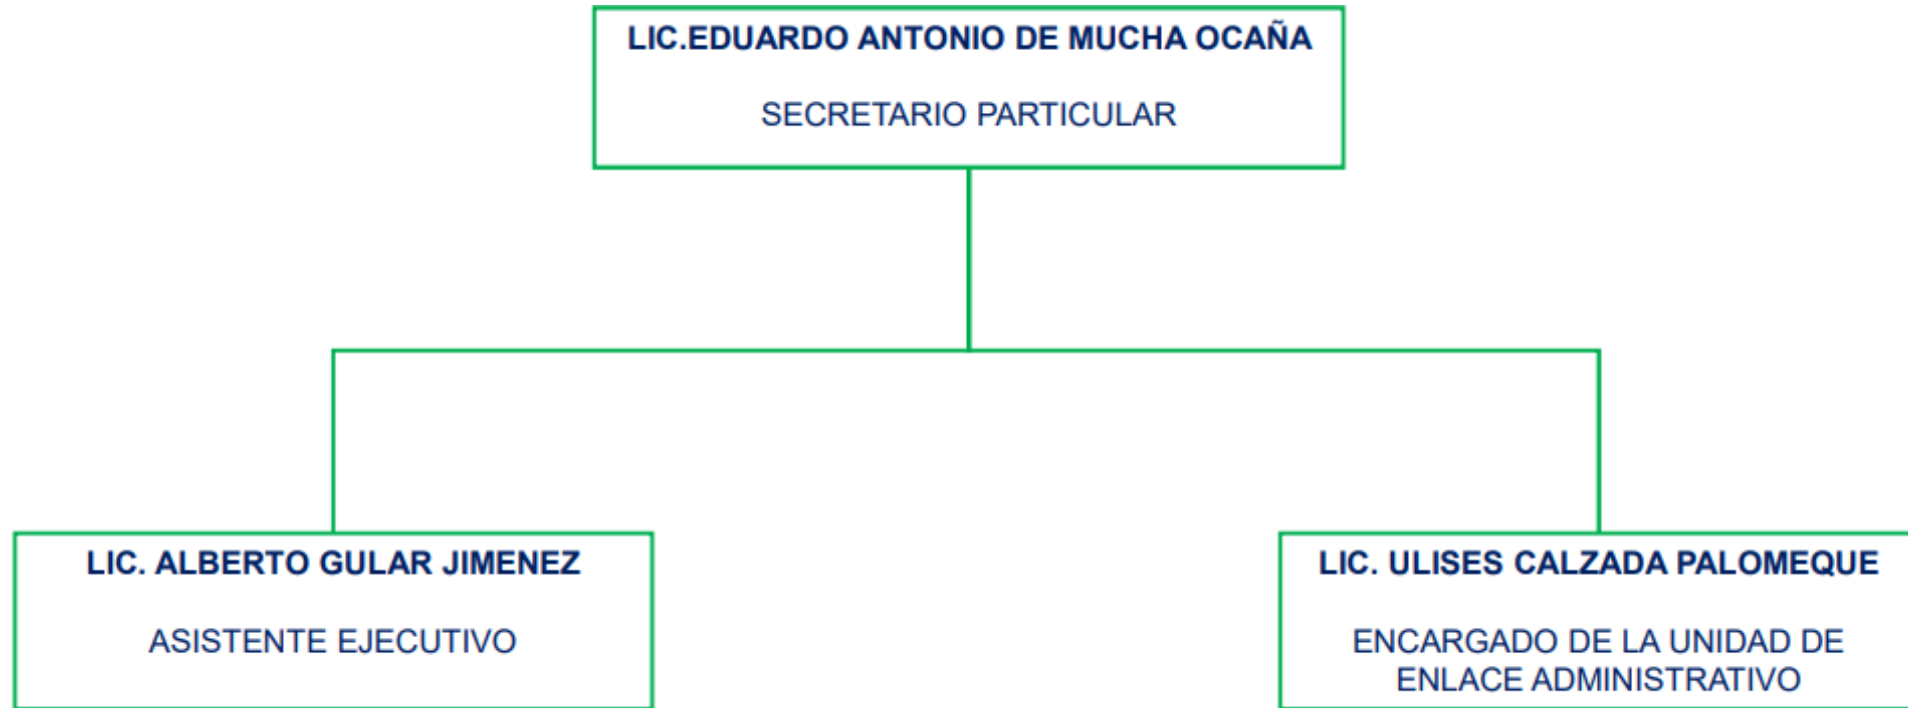 LIC.EDUARDO ANTONIO DE MUCHA OCAÑA
SECRETARIO PARTICULAR
LIC. ALBERTO GULAR JIMENEZ
ASISTENTE EJECUTIVO
LIC. ULISES CALZADA PALOMEQUE
ENCARGADO DE LA UNIDAD DE
ENLACE ADMINISTRATIVO